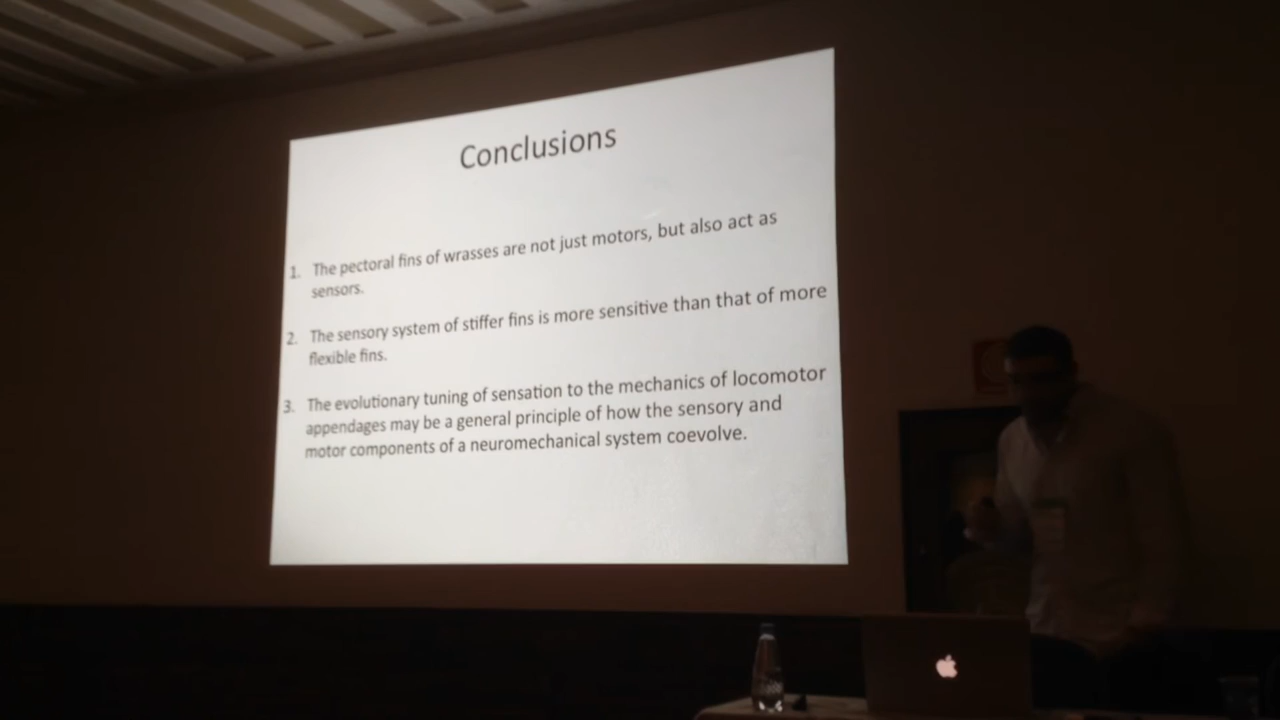 Conclusions
1. The pectoral fins of wrasses are not just motors, but also act as
sensors.
2. The sensory system of stiffer fins is more sensitive than that of more
flexible fins.
3. The evolutionary tuning of sensation to the mechanics of locomotor
appendages may be a general principle of how the sensory and
motor components of a neuromechanical system coevolve.